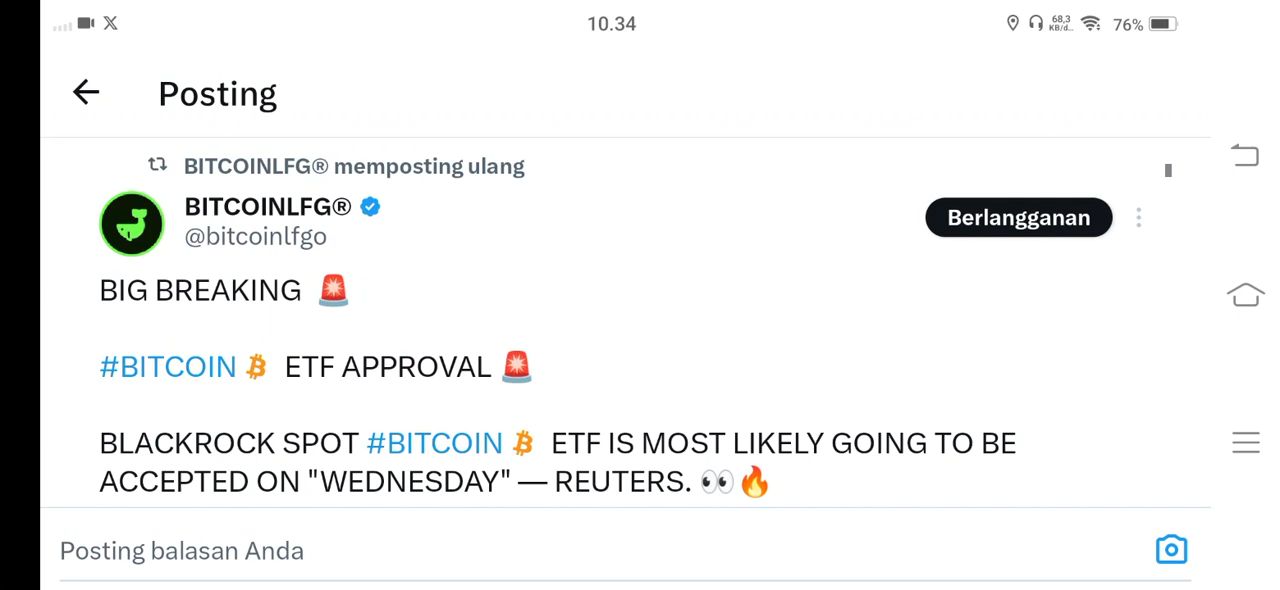 10.34
68,3
KB/d...
76%
Posting
BITCOINLFG® memposting ulang
BITCOINLFG®
@bitcoinlfgo
Berlangganan
BIG BREAKING 🚨
#BITCOIN ETF APPROVAL 🚨
BLACKROCK SPOT #BITCOIN ETF IS MOST LIKELY GOING TO BE
ACCEPTED ON "WEDNESDAY" — REUTERS. 👀🔥
Posting balasan Anda